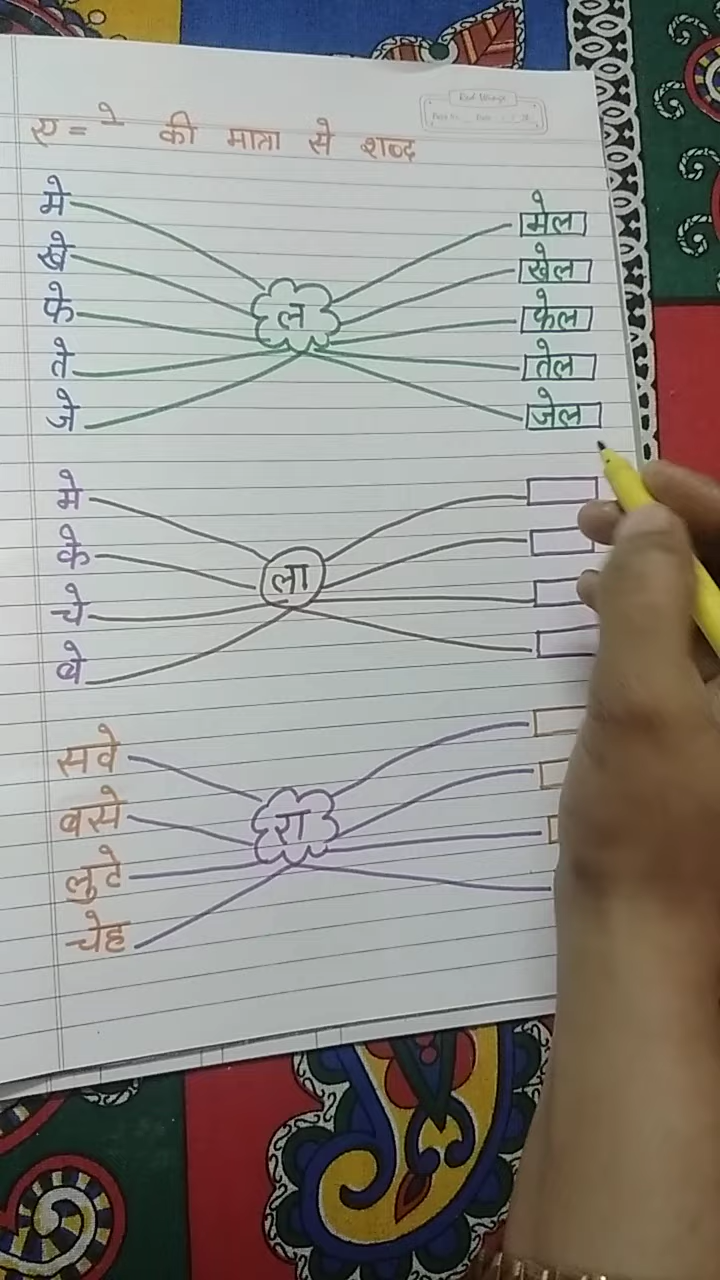 ए = े की मात्रा से शब्द
मे
खे
फे
ते
जे
ल
मेल
खेल
फेल
तेल
जेल
मे
के
चे
बे
ला
सवे
बसे
लुटे
चेह
रा